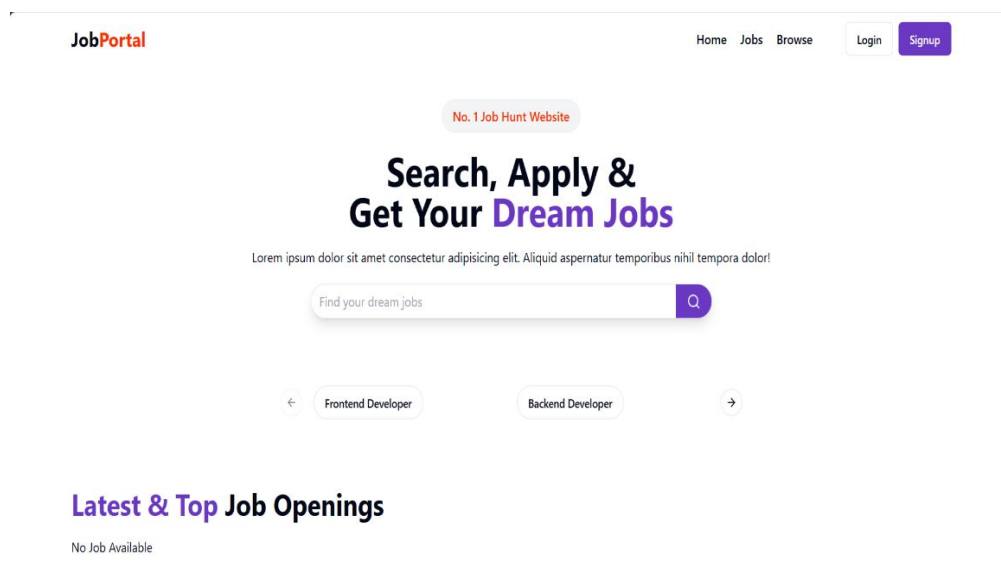 JobPortal
Home Jobs Browse Login Signup
No. 1 Job Hunt Website
Search, Apply &
Get Your Dream Jobs
Lorem ipsum dolor sit amet consectetur adipisicing elit. Aliquid aspernatur temporibus nihil tempora dolor!
Find your dream jobs
Frontend Developer Backend Developer
Latest & Top Job Openings
No Job Available